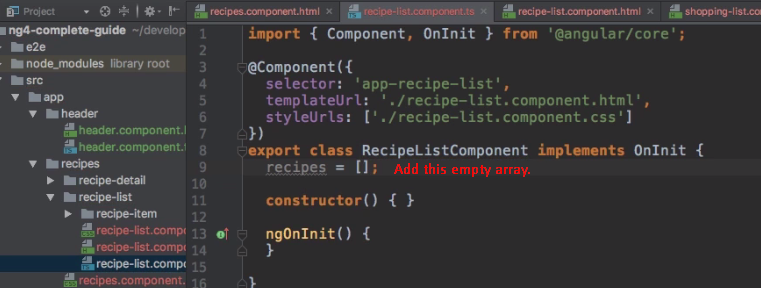 Project
recipes.component.html
recipe-list.component.ts
recipe-list.component.html
shopping-list.co
ng4-complete-guide ~/develop
e2e
node_modules library root
src
app
header
header.component.
header.component.
recipes
recipe-detail
recipe-list
recipe-item
recipe-list.compo
recipe-list.compo
recipe-list.compo
recipes.component.
1 import { Component, OnInit } from '@angular/core';
2
3 @Component({
4 selector: 'app-recipe-list',
5 templateUrl: './recipe-list.component.html',
6 styleUrls: ['./recipe-list.component.css']
7 })
8 export class RecipeListComponent implements OnInit {
9 recipes = []; Add this empty array.
10
11 constructor() { }
12
13 ngOnInit() {
14 }
15
16 }